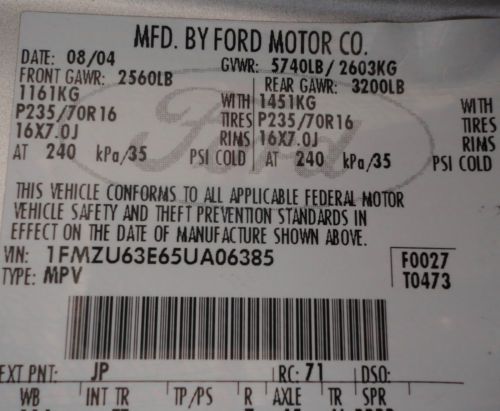 MFD. BY FORD MOTOR CO.
DATE: 08/04 GVWR: 5740LB/ 2603KG
FRONT GAWR: 2560LB REAR GAWR: 3200LB
1161KG WITH 1451KG WITH
P235/70R16 TIRES P235/70R16 TIRES
16X7.0J RIMS 16X7.0J RIMS
AT 240 kPa/35 PSI COLD AT 240 kPa/35 PSI COLD
Ford
THIS VEHICLE CONFORMS TO ALL APPLICABLE FEDERAL MOTOR
VEHICLE SAFETY AND THEFT PREVENTION STANDARDS IN
EFFECT ON THE DATE OF MANUFACTURE SHOWN ABOVE.
VIN: 1FMZU63E65UA06385 F0027
TYPE: MPV T0473
EXT PNT: JP RC: 71 DSO:
WB INT TR TP/PS R AXLE TR SPR